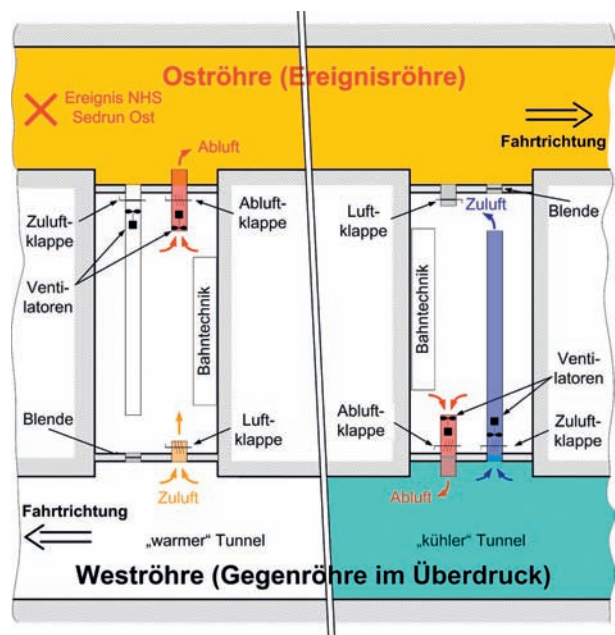 Oströhre (Ereignisröhre)
Ereignis NHS
Sedrun Ost
Fahrtrichtung
Abluft
Zuluft-
klappe
Abluft-
klappe
Venti-
latoren
Bahntechnik
Blende
Luft-
klappe
Zuluft
Luft-
klappe
Zuluft
Blende
Bahntechnik
Venti-
latoren
Abluft-
klappe
Zuluft-
klappe
Abluft
Fahrtrichtung
„warmer“ Tunnel
„kühler“ Tunnel
Weströhre (Gegenröhre im Überdruck)